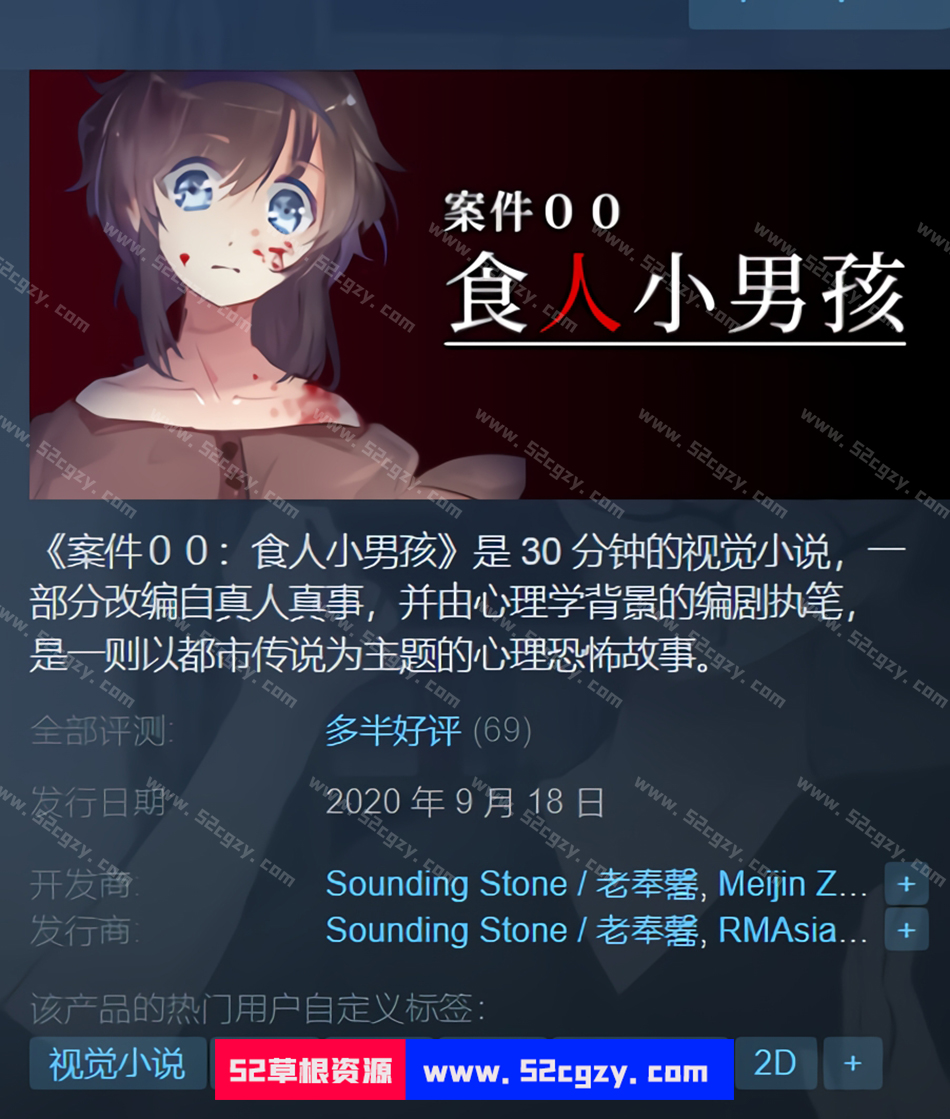 案件００
食人小男孩
《案件００：食人小男孩》是 30 分钟的视觉小说，一
部分改编自真人真事，并由心理学背景的编剧执笔，
是一则以都市传说为主题的心理恐怖故事。
全部评测: 多半好评 (69)
发行日期: 2020 年 9 月 18 日
开发商: Sounding Stone / 老奉馨, Meijin Z... +
发行商: Sounding Stone / 老奉馨, RMAsia... +
该产品的热门用户自定义标签：
视觉小说 52草根资源 www.52cgzy.com 2D +
www.52cgzy.com